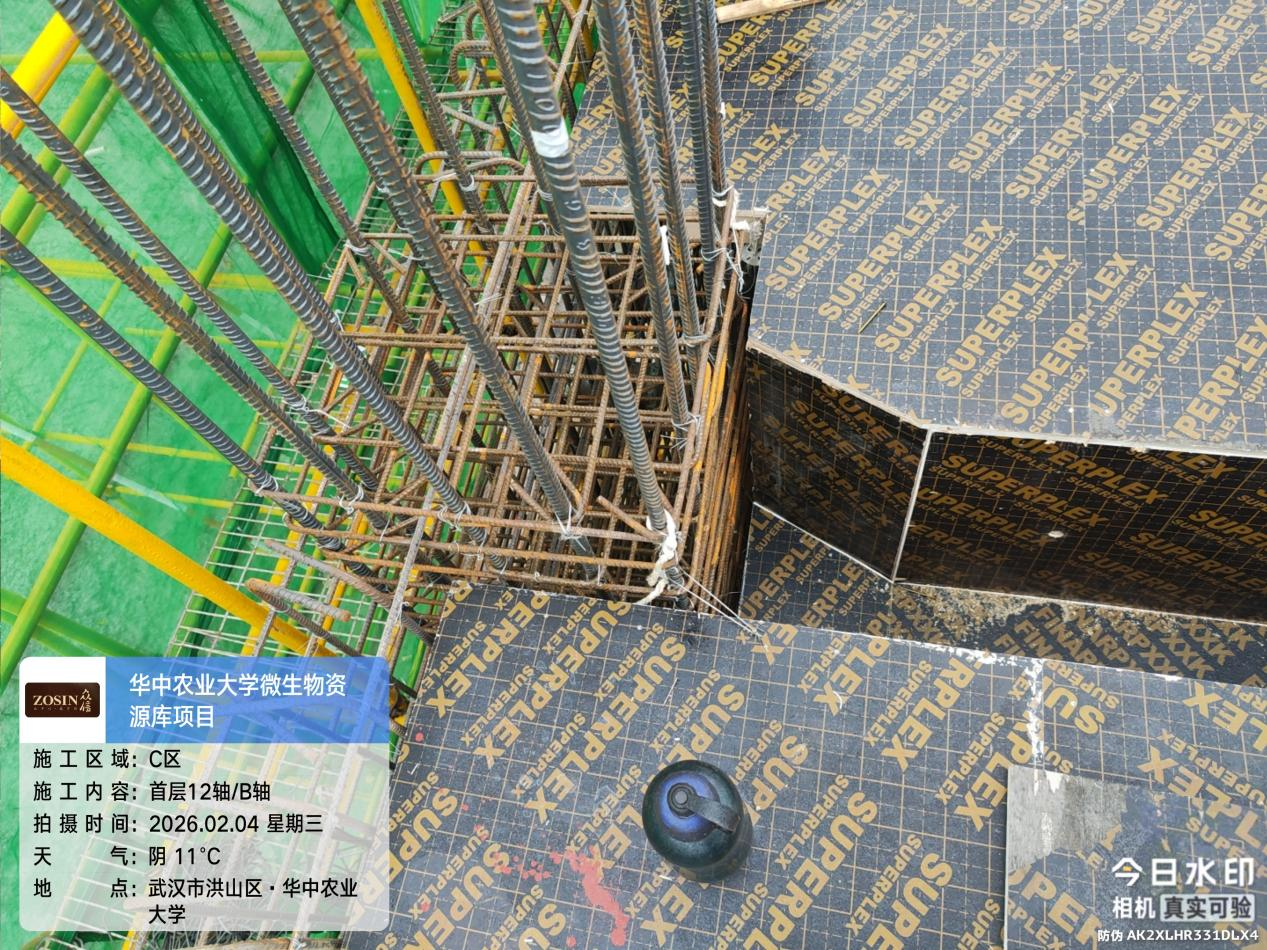 SUPERPLEX
ZOSIN 众信
华中农业大学微生物资
源库项目
施工区域：C区
施工内容：首层12轴/B轴
拍摄时间：2026.02.04 星期三
天气：阴 11°C
地点：武汉市洪山区·华中农业
大学
今日水印
相机 真实可验
防伪 AK2XLHR331DLX4